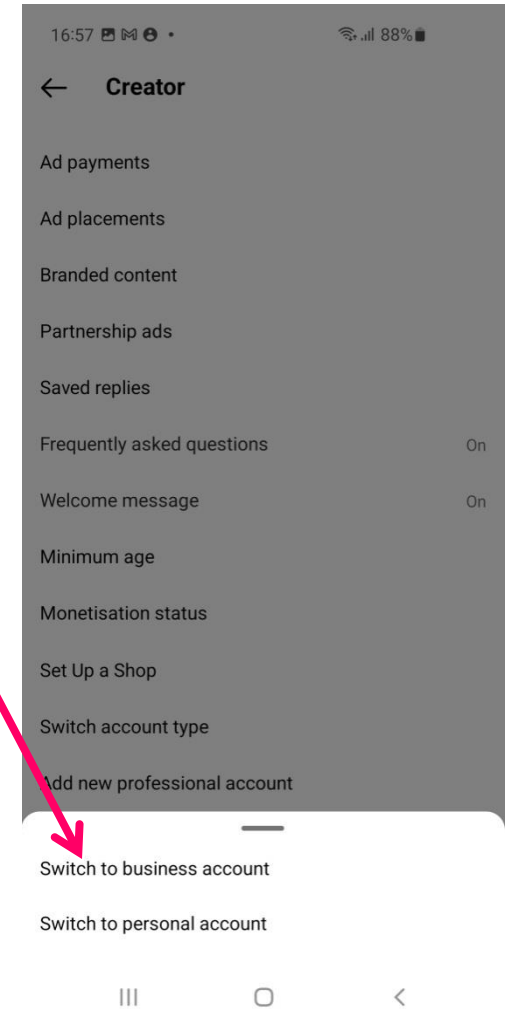 16:57 88%
Creator
Ad payments
Ad placements
Branded content
Partnership ads
Saved replies
Frequently asked questions On
Welcome message On
Minimum age
Monetisation status
Set Up a Shop
Switch account type
Add new professional account
Switch to business account
Switch to personal account